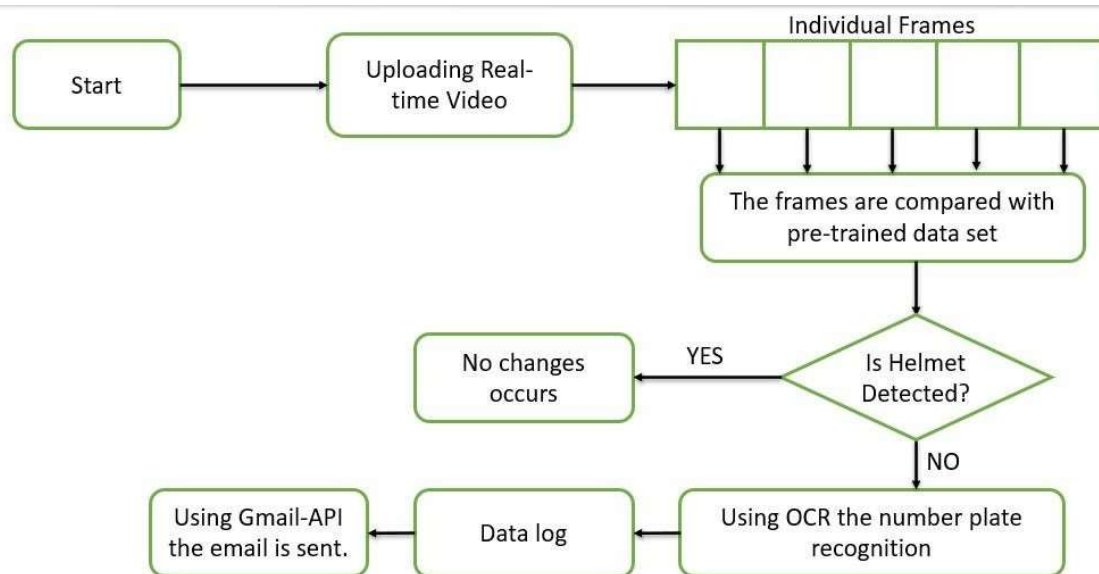 Individual Frames
Start
Uploading Real-
time Video
The frames are compared with
pre-trained data set
Is Helmet
Detected?
YES
No changes
occurs
NO
Using OCR the number plate
recognition
Data log
Using Gmail-API
the email is sent.